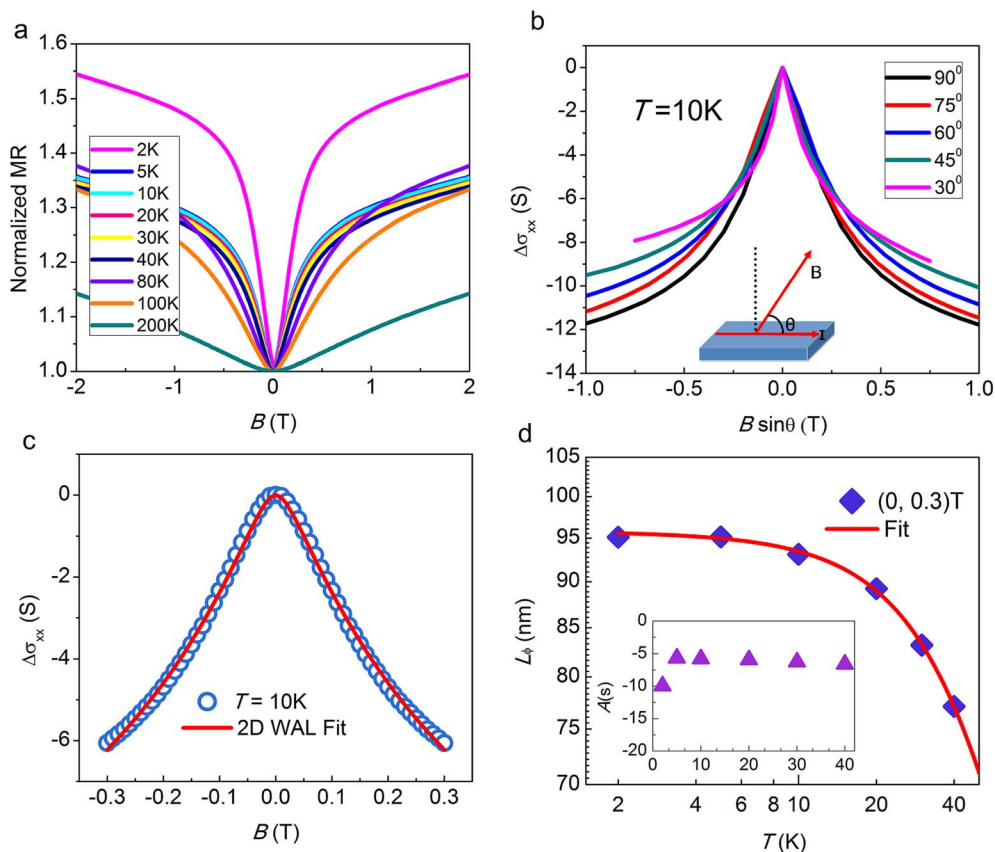 a
1.6
1.5
1.4
1.3
1.2
1.1
1.0
Normalized MR
2K
5K
10K
20K
30K
40K
80K
100K
200K
-2 -1 0 1 2
B (T)
b
0
-2
-4
-6
-8
-10
-12
-14
Δσxx (S)
T =10K
90⁰
75⁰
60⁰
45⁰
30⁰
B
θ
I
-1.0 -0.5 0.0 0.5 1.0
B sinθ (T)
c
0
-2
-4
-6
Δσxx (S)
T = 10K
2D WAL Fit
-0.3 -0.2 -0.1 0.0 0.1 0.2 0.3
B (T)
d
105
100
95
90
85
80
75
70
Lϕ (nm)
(0, 0.3)T
Fit
0
-5
-10
-15
-20
A(s)
0 10 20 30 40
2 4 6 8 10 20 40
T (K)